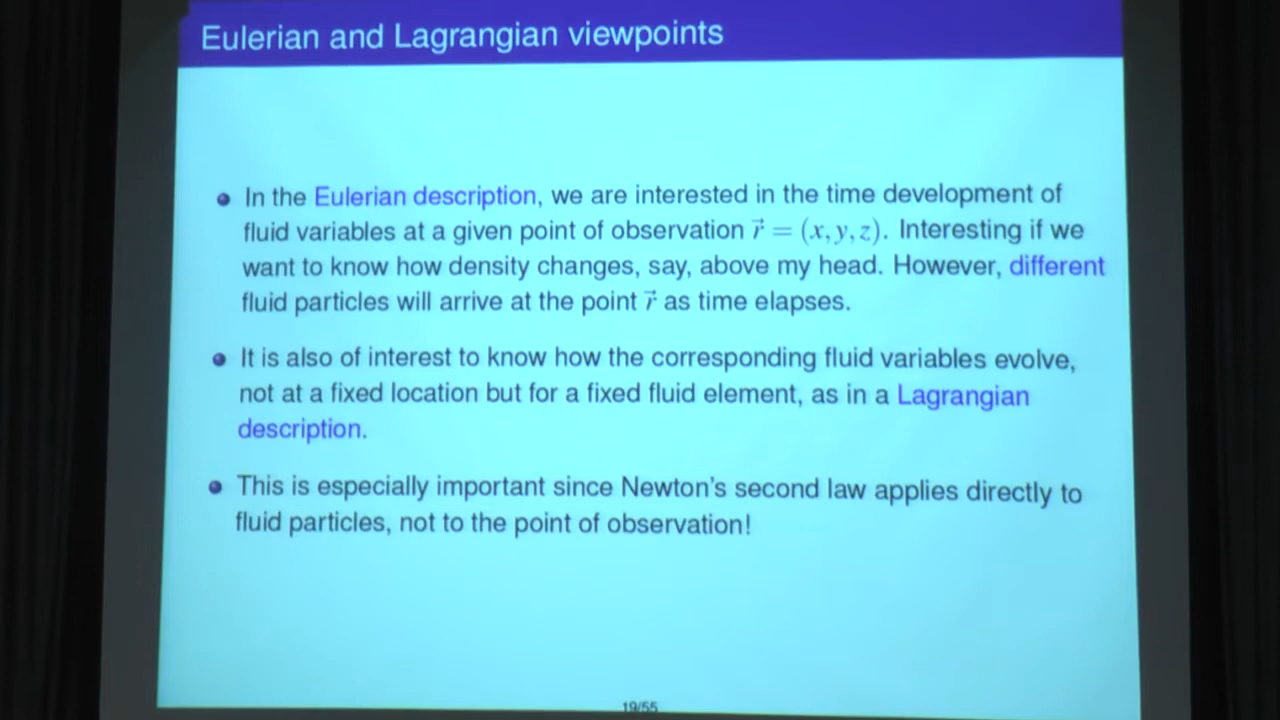 Eulerian and Lagrangian viewpoints
In the Eulerian description, we are interested in the time development of
fluid variables at a given point of observation r⃗ = (x, y, z). Interesting if we
want to know how density changes, say, above my head. However, different
fluid particles will arrive at the point r⃗ as time elapses.
It is also of interest to know how the corresponding fluid variables evolve,
not at a fixed location but for a fixed fluid element, as in a Lagrangian
description.
This is especially important since Newton's second law applies directly to
fluid particles, not to the point of observation!
19/55